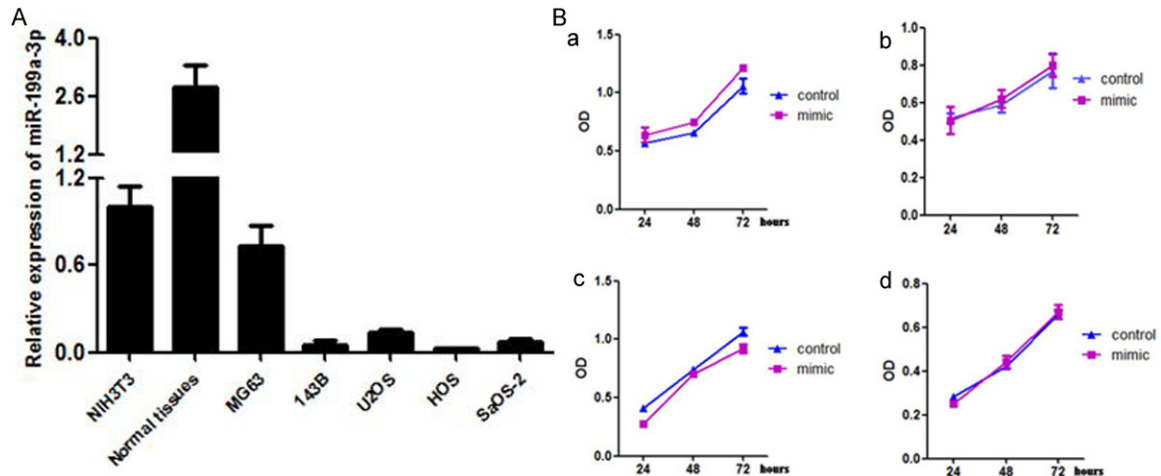 A
Relative expression of miR-199a-3p
4.0
2.6
1.2
1.2
0.6
0.0
NIH3T3
Normal tissues
MG63
143B
U2OS
HOS
SaOS-2
B
a
OD
1.5
1.0
0.5
0.0
24 48 72 hours
control
mimic
b
OD
1.0
0.8
0.6
0.4
0.2
0.0
24 48 72 hours
control
mimic
c
OD
1.5
1.0
0.5
0.0
24 48 72 hours
control
mimic
d
OD
0.8
0.6
0.4
0.2
0.0
24 48 72 hours
control
mimic